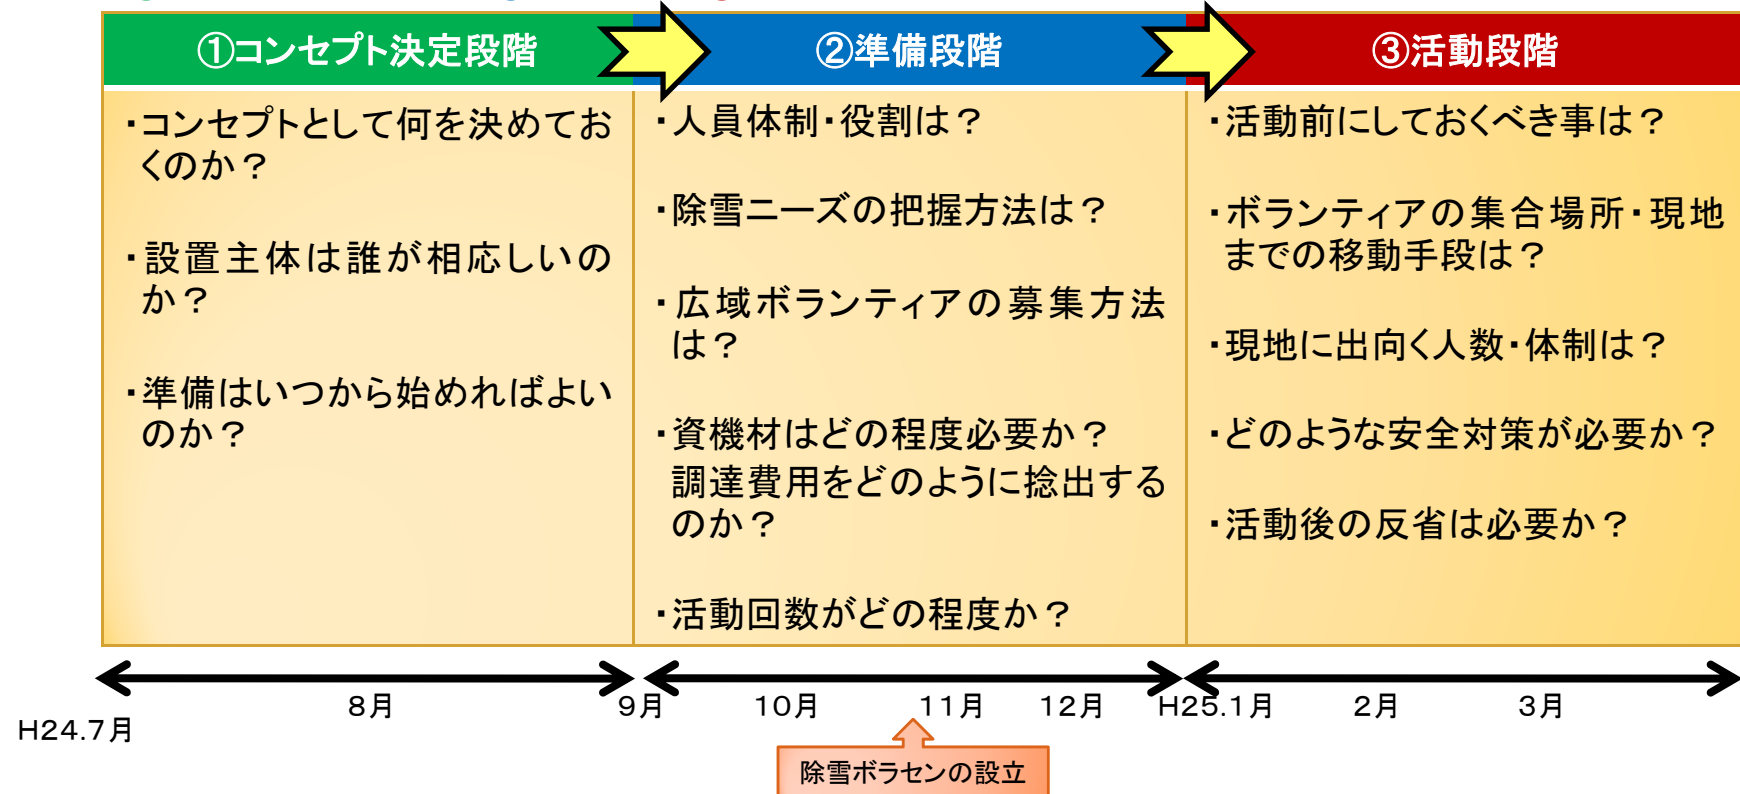 ①コンセプト決定段階
・コンセプトとして何を決めてお
くのか？
・設置主体は誰が相応しいの
か？
・準備はいつから始めればよい
のか？
②準備段階
・人員体制・役割は？
・除雪ニーズの把握方法は？
・広域ボランティアの募集方法
は？
・資機材はどの程度必要か？
調達費用をどのように捻出する
のか？
・活動回数がどの程度か？
③活動段階
・活動前にしておくべき事は？
・ボランティアの集合場所・現地
までの移動手段は？
・現地に出向く人数・体制は？
・どのような安全対策が必要か？
・活動後の反省は必要か？
H24.7月
8月
9月
10月
11月
12月
H25.1月
2月
3月
除雪ボラセンの設立